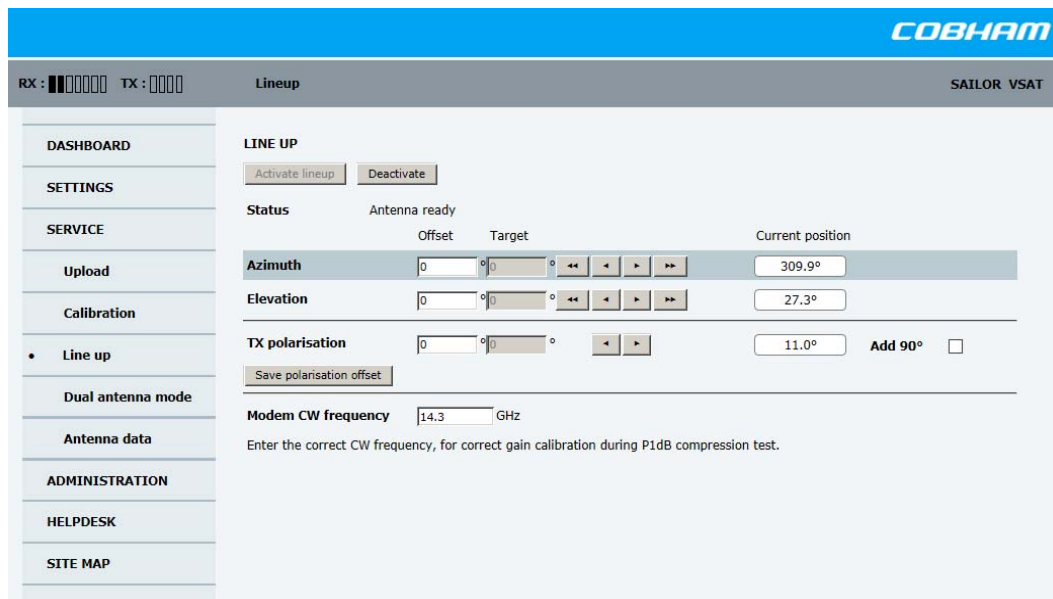 COBHAM
RX : TX : Lineup SAILOR VSAT
DASHBOARD
SETTINGS
SERVICE
Upload
Calibration
• Line up
Dual antenna mode
Antenna data
ADMINISTRATION
HELPDESK
SITE MAP
LINE UP
Activate lineup Deactivate
Status Antenna ready
Offset Target Current position
Azimuth 0 ° 0 ° 309.9°
Elevation 0 ° 0 ° 27.3°
TX polarisation 0 ° 0 ° 11.0° Add 90°
Save polarisation offset
Modem CW frequency 14.3 GHz
Enter the correct CW frequency, for correct gain calibration during P1dB compression test.